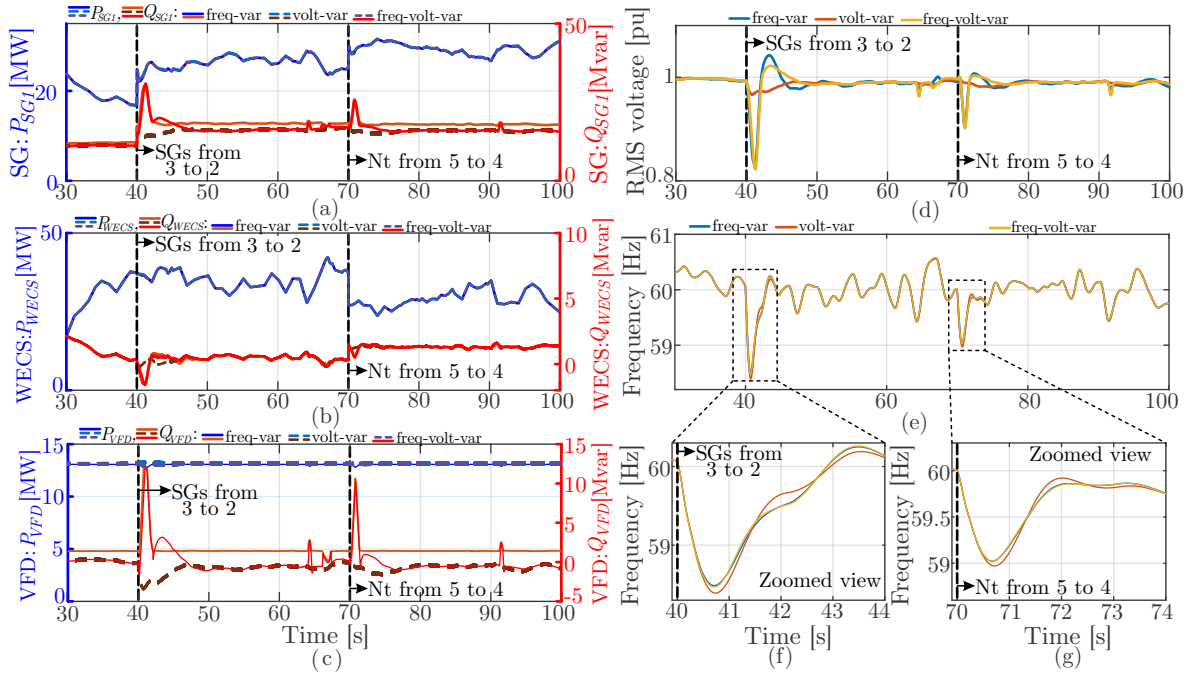 P_SG1, Q_SG1: freq-var volt-var freq-volt-var
SG: P_SG1 [MW]
20
0
50
0
SG: Q_SG1 [Mvar]
SGs from
3 to 2
Nt from 5 to 4
30 40 50 60 70 80 90 100
(a)
P_WECS, Q_WECS: freq-var volt-var freq-volt-var
WECS: P_WECS [MW]
50
0
10
5
0
WECS: Q_WECS [Mvar]
SGs from 3 to 2
Nt from 5 to 4
30 40 50 60 70 80 90 100
(b)
P_VFD, Q_VFD: freq-var volt-var freq-volt-var
VFD: P_VFD [MW]
15
10
5
0
15
10
5
0
-5
VFD: Q_VFD [Mvar]
SGs from
3 to 2
Nt from 5 to 4
30 40 50 60 70 80 90 100
Time [s]
(c)
freq-var volt-var freq-volt-var
RMS voltage [pu]
1
0.8
SGs from 3 to 2
Nt from 5 to 4
30 40 50 60 70 80 90 100
(d)
freq-var volt-var freq-volt-var
Frequency [Hz]
61
60
59
40 60 80 100
(e)
Frequency [Hz]
60
59
SGs from
3 to 2
Zoomed view
40 41 42 43 44
Time [s]
(f)
Frequency [Hz]
60
59.5
59
Zoomed view
Nt from 5 to 4
70 71 72 73 74
Time [s]
(g)